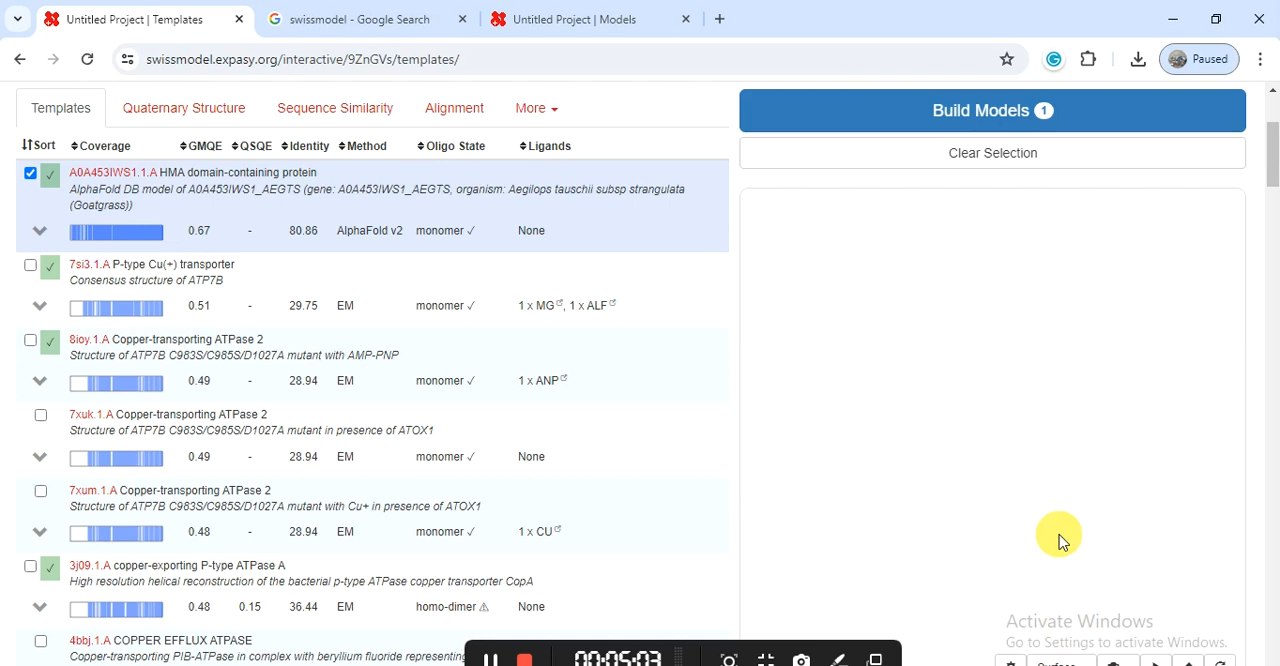 Untitled Project | Templates
swissmodel - Google Search
Untitled Project | Models
swissmodel.expasy.org/interactive/9ZnGVs/templates/
Paused
Templates Quaternary Structure Sequence Similarity Alignment More
Build Models 1
Clear Selection
Sort Coverage GMQE QSQE Identity Method Oligo State Ligands
A0A453IWS1.1.A HMA domain-containing protein
AlphaFold DB model of A0A453IWS1_AEGTS (gene: A0A453IWS1_AEGTS, organism: Aegilops tauschii subsp strangulata
(Goatgrass))
0.67 - 80.86 AlphaFold v2 monomer ✓ None
7si3.1.A P-type Cu(+) transporter
Consensus structure of ATP7B
0.51 - 29.75 EM monomer ✓ 1 x MG, 1 x ALF
8ioy.1.A Copper-transporting ATPase 2
Structure of ATP7B C983S/C985S/D1027A mutant with AMP-PNP
0.49 - 28.94 EM monomer ✓ 1 x ANP
7xuk.1.A Copper-transporting ATPase 2
Structure of ATP7B C983S/C985S/D1027A mutant in presence of ATOX1
0.49 - 28.94 EM monomer ✓ None
7xum.1.A Copper-transporting ATPase 2
Structure of ATP7B C983S/C985S/D1027A mutant with Cu+ in presence of ATOX1
0.48 - 28.94 EM monomer ✓ 1 x CU
3j09.1.A copper-exporting P-type ATPase A
High resolution helical reconstruction of the bacterial p-type ATPase copper transporter CopA
0.48 0.15 36.44 EM homo-dimer ⚠ None
4bbj.1.A COPPER EFFLUX ATPASE
Copper-transporting PIB-ATPase in complex with beryllium fluoride representing
Activate Windows
Go to Settings to activate Windows.
00:05:03
Surface